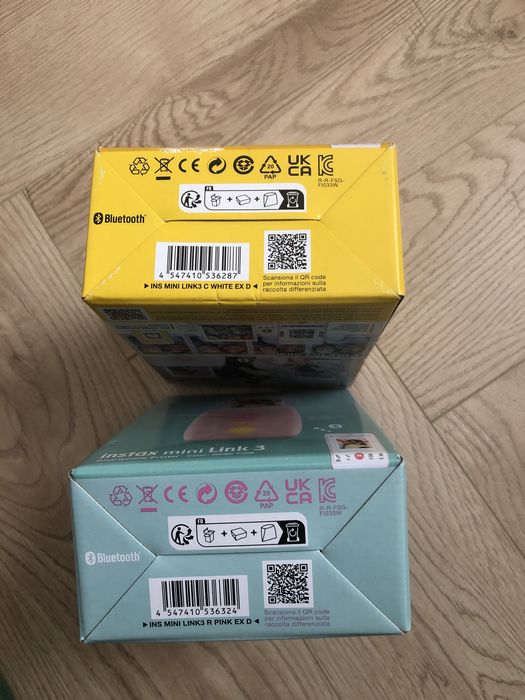 20
PAP
UK
CA
R-R-FSG-
FI033W
FR
Bluetooth®
4 547410 536287
Scansiona il QR code
per informazioni sulla
raccolta differenziata
INS MINI LINK3 C WHITE EX D
instax mini Link 3
20
PAP
UK
CA
R-R-FSG-
FI033W
FR
Bluetooth®
4 547410 536324
Scansiona il QR code
per informazioni sulla
raccolta differenziata
INS MINI LINK3 R PINK EX D